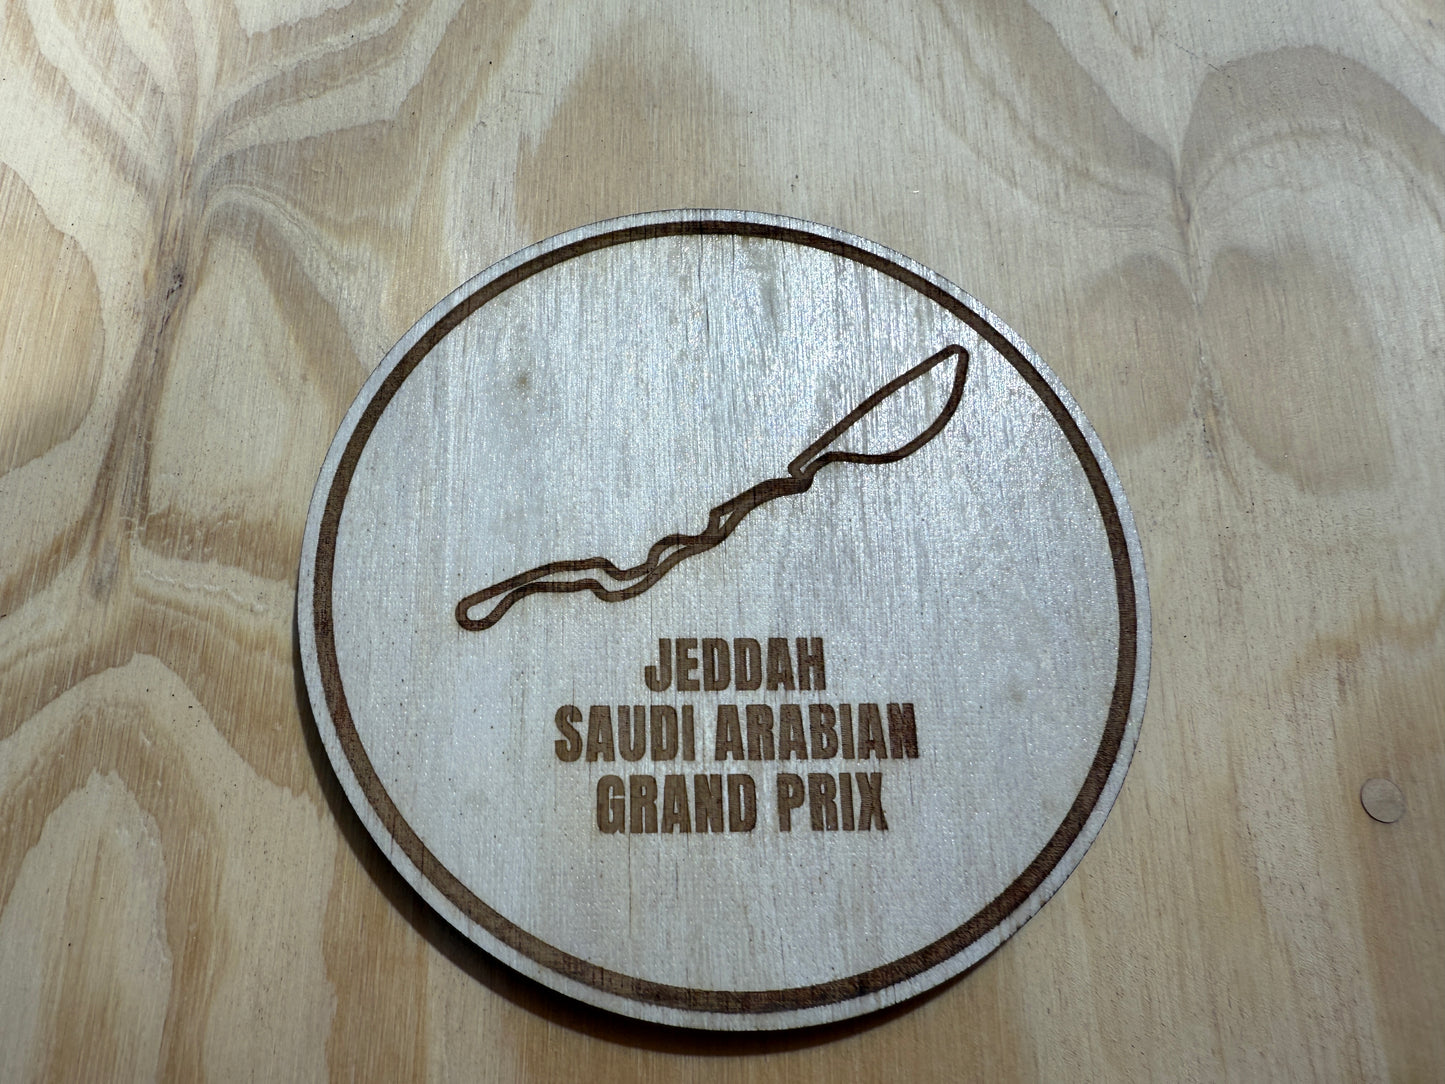 JEDDAH
SAUDI ARABIAN
GRAND PRIX